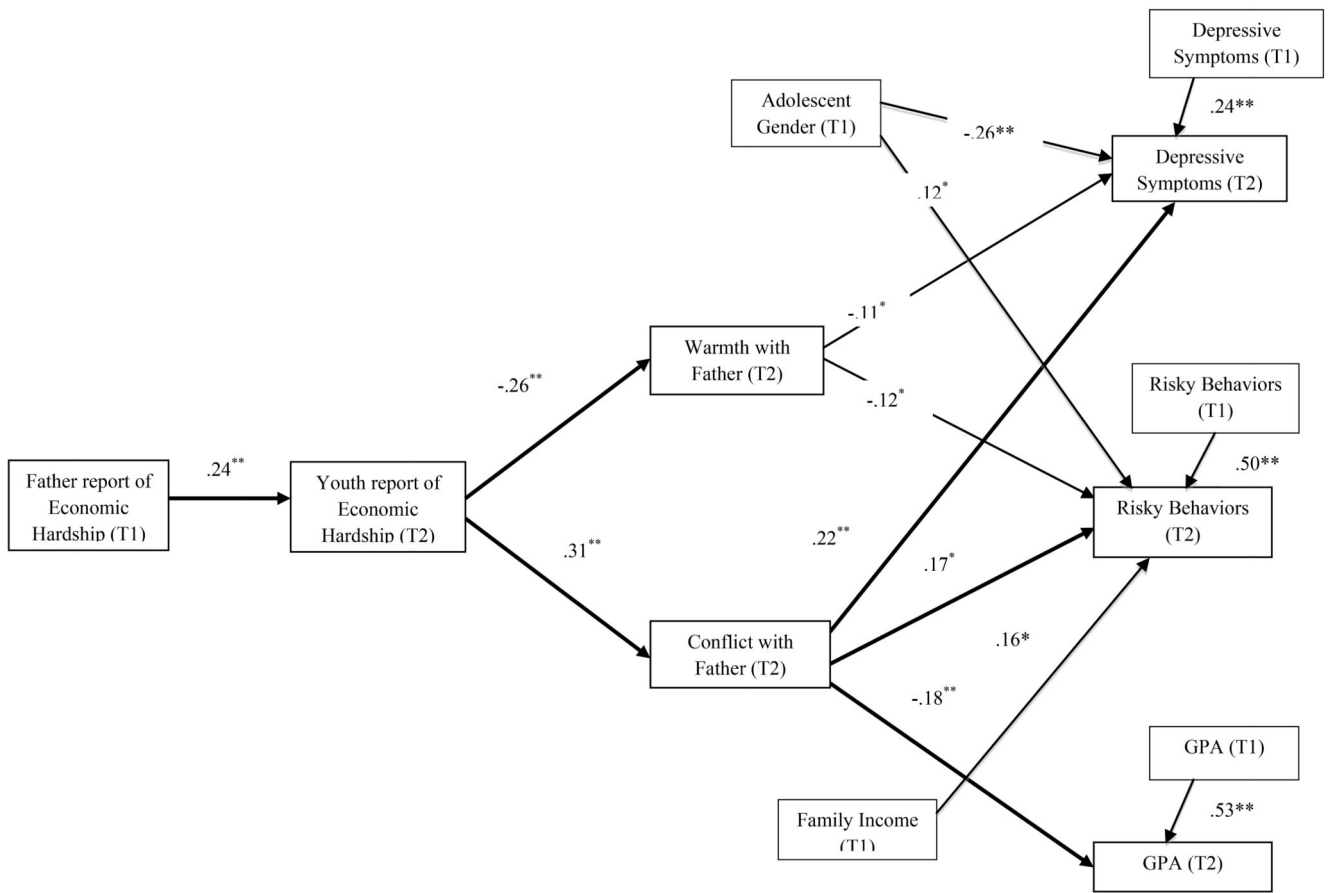 Depressive
Symptoms (T1)
Adolescent
Gender (T1)
.24**
-.26**
Depressive
Symptoms (T2)
.12*
-.11*
Warmth with
Father (T2)
-.26**
-.12*
Risky Behaviors
(T1)
.50**
Father report of
Economic
Hardship (T1)
.24**
Youth report of
Economic
Hardship (T2)
Risky Behaviors
(T2)
.31**
.22**
.17*
Conflict with
Father (T2)
.16*
-.18**
GPA (T1)
.53**
Family Income
(T1)
GPA (T2)